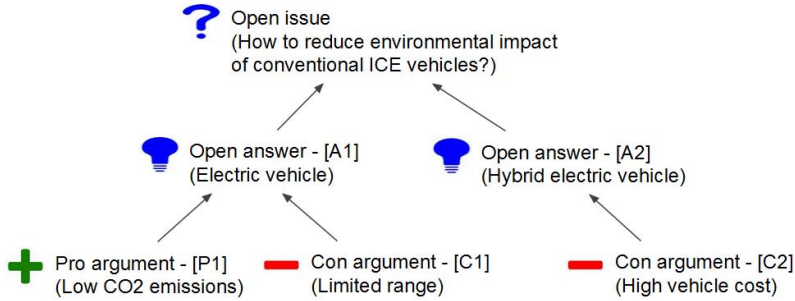 Open issue
(How to reduce environmental impact
of conventional ICE vehicles?)
Open answer - [A1]
(Electric vehicle)
Open answer - [A2]
(Hybrid electric vehicle)
Pro argument - [P1]
(Low CO2 emissions)
Con argument - [C1]
(Limited range)
Con argument - [C2]
(High vehicle cost)